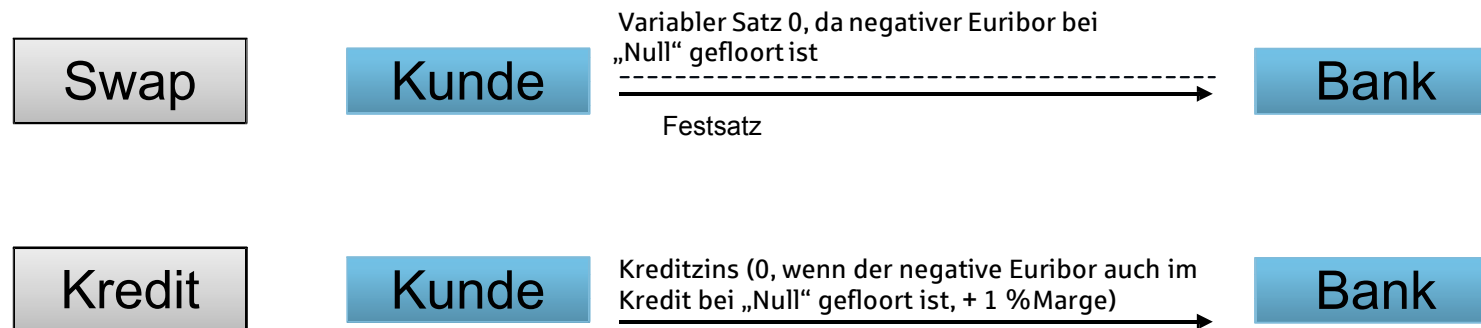 Swap
Kunde
Variabler Satz 0, da negativer Euribor bei
„Null“ gefloort ist
Festsatz
Bank
Kredit
Kunde
Kreditzins (0, wenn der negative Euribor auch im
Kredit bei „Null“ gefloort ist, + 1 %Marge)
Bank